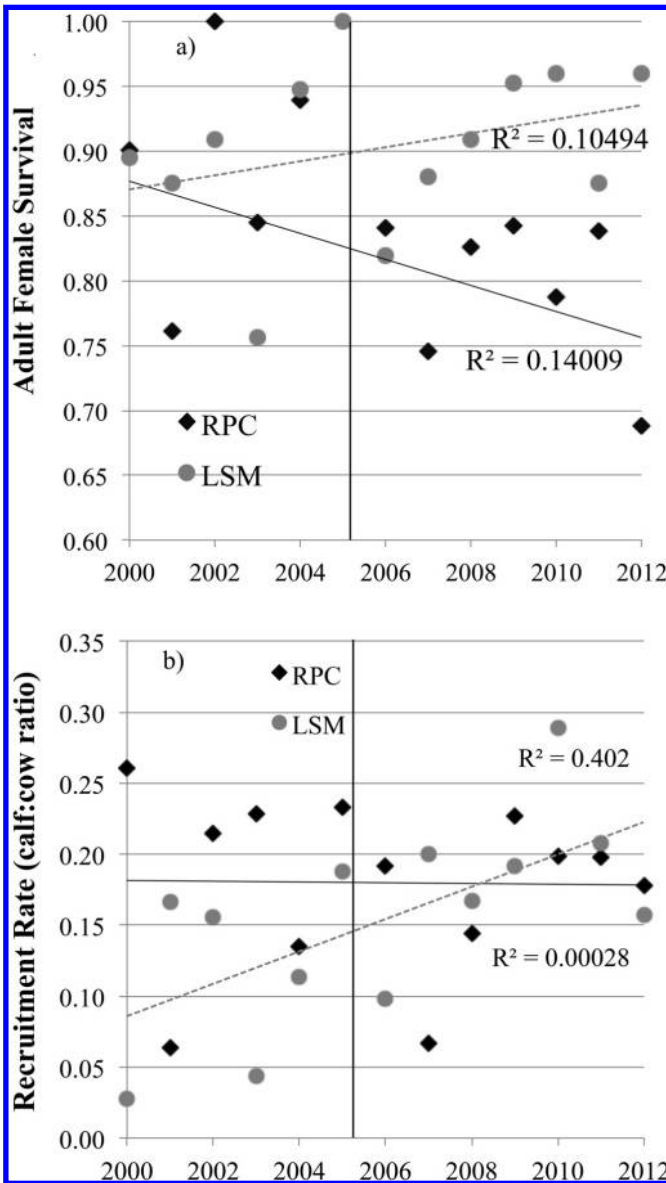 a)
1.00
0.95
0.90
0.85
0.80
0.75
0.70
0.65
0.60
Adult Female Survival
R² = 0.10494
R² = 0.14009
RPC
LSM
2000 2002 2004 2006 2008 2010 2012
b)
0.35
0.30
0.25
0.20
0.15
0.10
0.05
0.00
Recruitment Rate (calf:cow ratio)
RPC
LSM
R² = 0.402
R² = 0.00028
2000 2002 2004 2006 2008 2010 2012